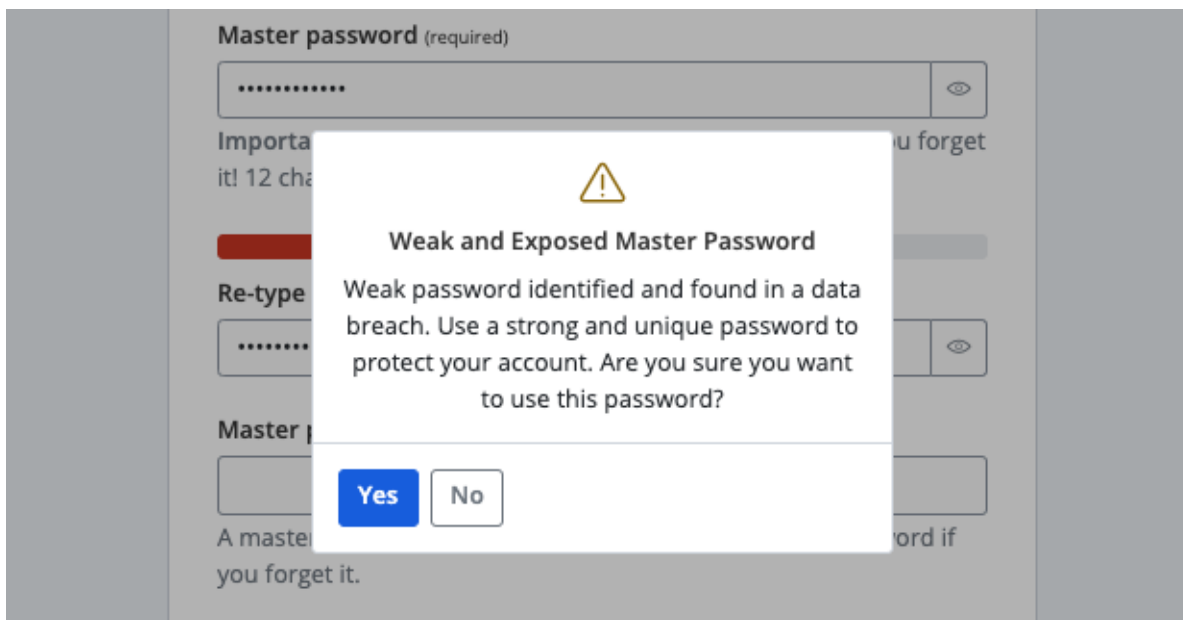 Master password (required)
••••••••••••
Importa
u forget
it! 12 cha
Weak and Exposed Master Password
Weak password identified and found in a data
breach. Use a strong and unique password to
protect your account. Are you sure you want
to use this password?
Re-type
••••••••
Master p
Yes
No
A master
ord if
you forget it.